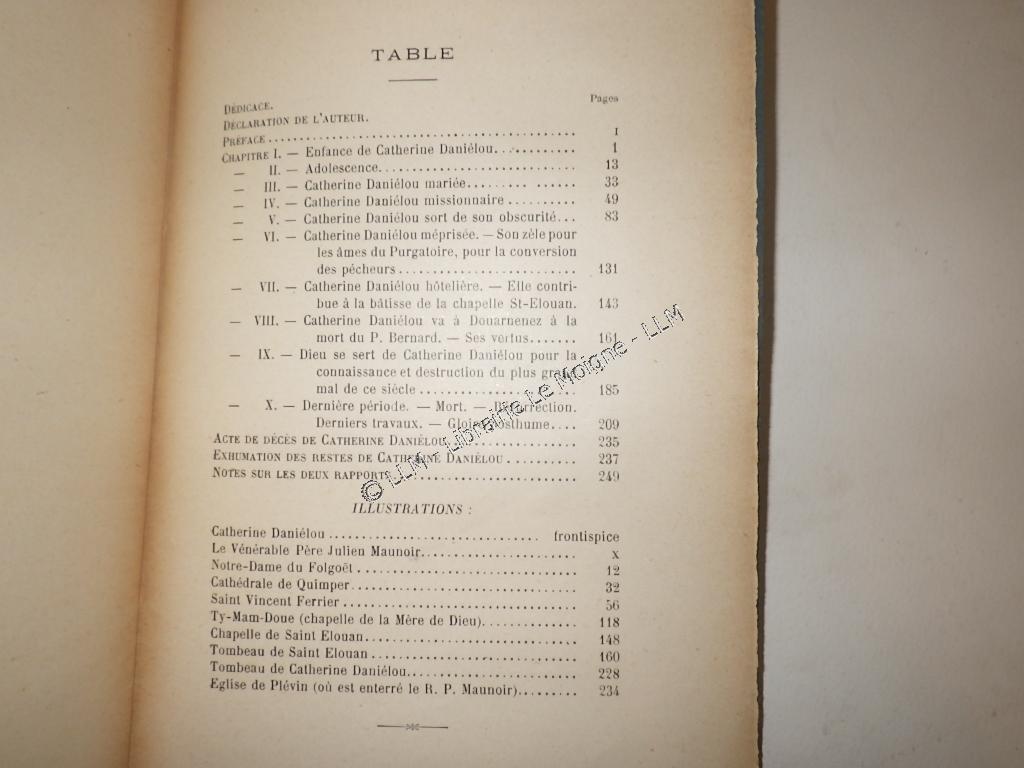 TABLE
Pages
DÉDICACE.
DÉCLARATION DE L'AUTEUR.
PRÉFACE ........ I
CHAPITRE I. — Enfance de Catherine Daniélou. ........ 1
— II. — Adolescence. ........ 13
— III. — Catherine Daniélou mariée ........ 33
— IV. — Catherine Daniélou missionnaire ........ 49
— V. — Catherine Daniélou sort de son obscurité... 83
— VI. — Catherine Daniélou méprisée. — Son zèle pour
les âmes du Purgatoire, pour la conversion
des pécheurs ........ 131
— VII. — Catherine Daniélou hôtelière. — Elle contri-
bue à la bâtisse de la chapelle St-Elouan. 143
— VIII. — Catherine Daniélou va à Douarnenez à la
mort du P. Bernard. — Ses vertus ........ 161
— IX. — Dieu se sert de Catherine Daniélou pour la
connaissance et destruction du plus grand
mal de ce siècle ........ 185
— X. — Dernière période. — Mort. — Résurrection.
Derniers travaux. — Gloire posthume.... 209
ACTE DE DÉCÈS DE CATHERINE DANIÉLOU ........ 235
EXHUMATION DES RESTES DE CATHERINE DANIÉLOU ........ 237
NOTES SUR LES DEUX RAPPORTS ........ 249
ILLUSTRATIONS :
Catherine Daniélou ........ frontispice
Le Vénérable Père Julien Maunoir. ........ X
Notre-Dame du Folgoët ........ 12
Cathédrale de Quimper. ........ 32
Saint Vincent Ferrier ........ 56
Ty-Mam-Doue (chapelle de la Mère de Dieu). ........ 118
Chapelle de Saint Elouan. ........ 148
Tombeau de Saint Elouan ........ 160
Tombeau de Catherine Daniélou. ........ 228
Eglise de Plévin (où est enterré le R. P. Maunoir). ........ 234
© LLM - Librairie Le Moigne - LLM